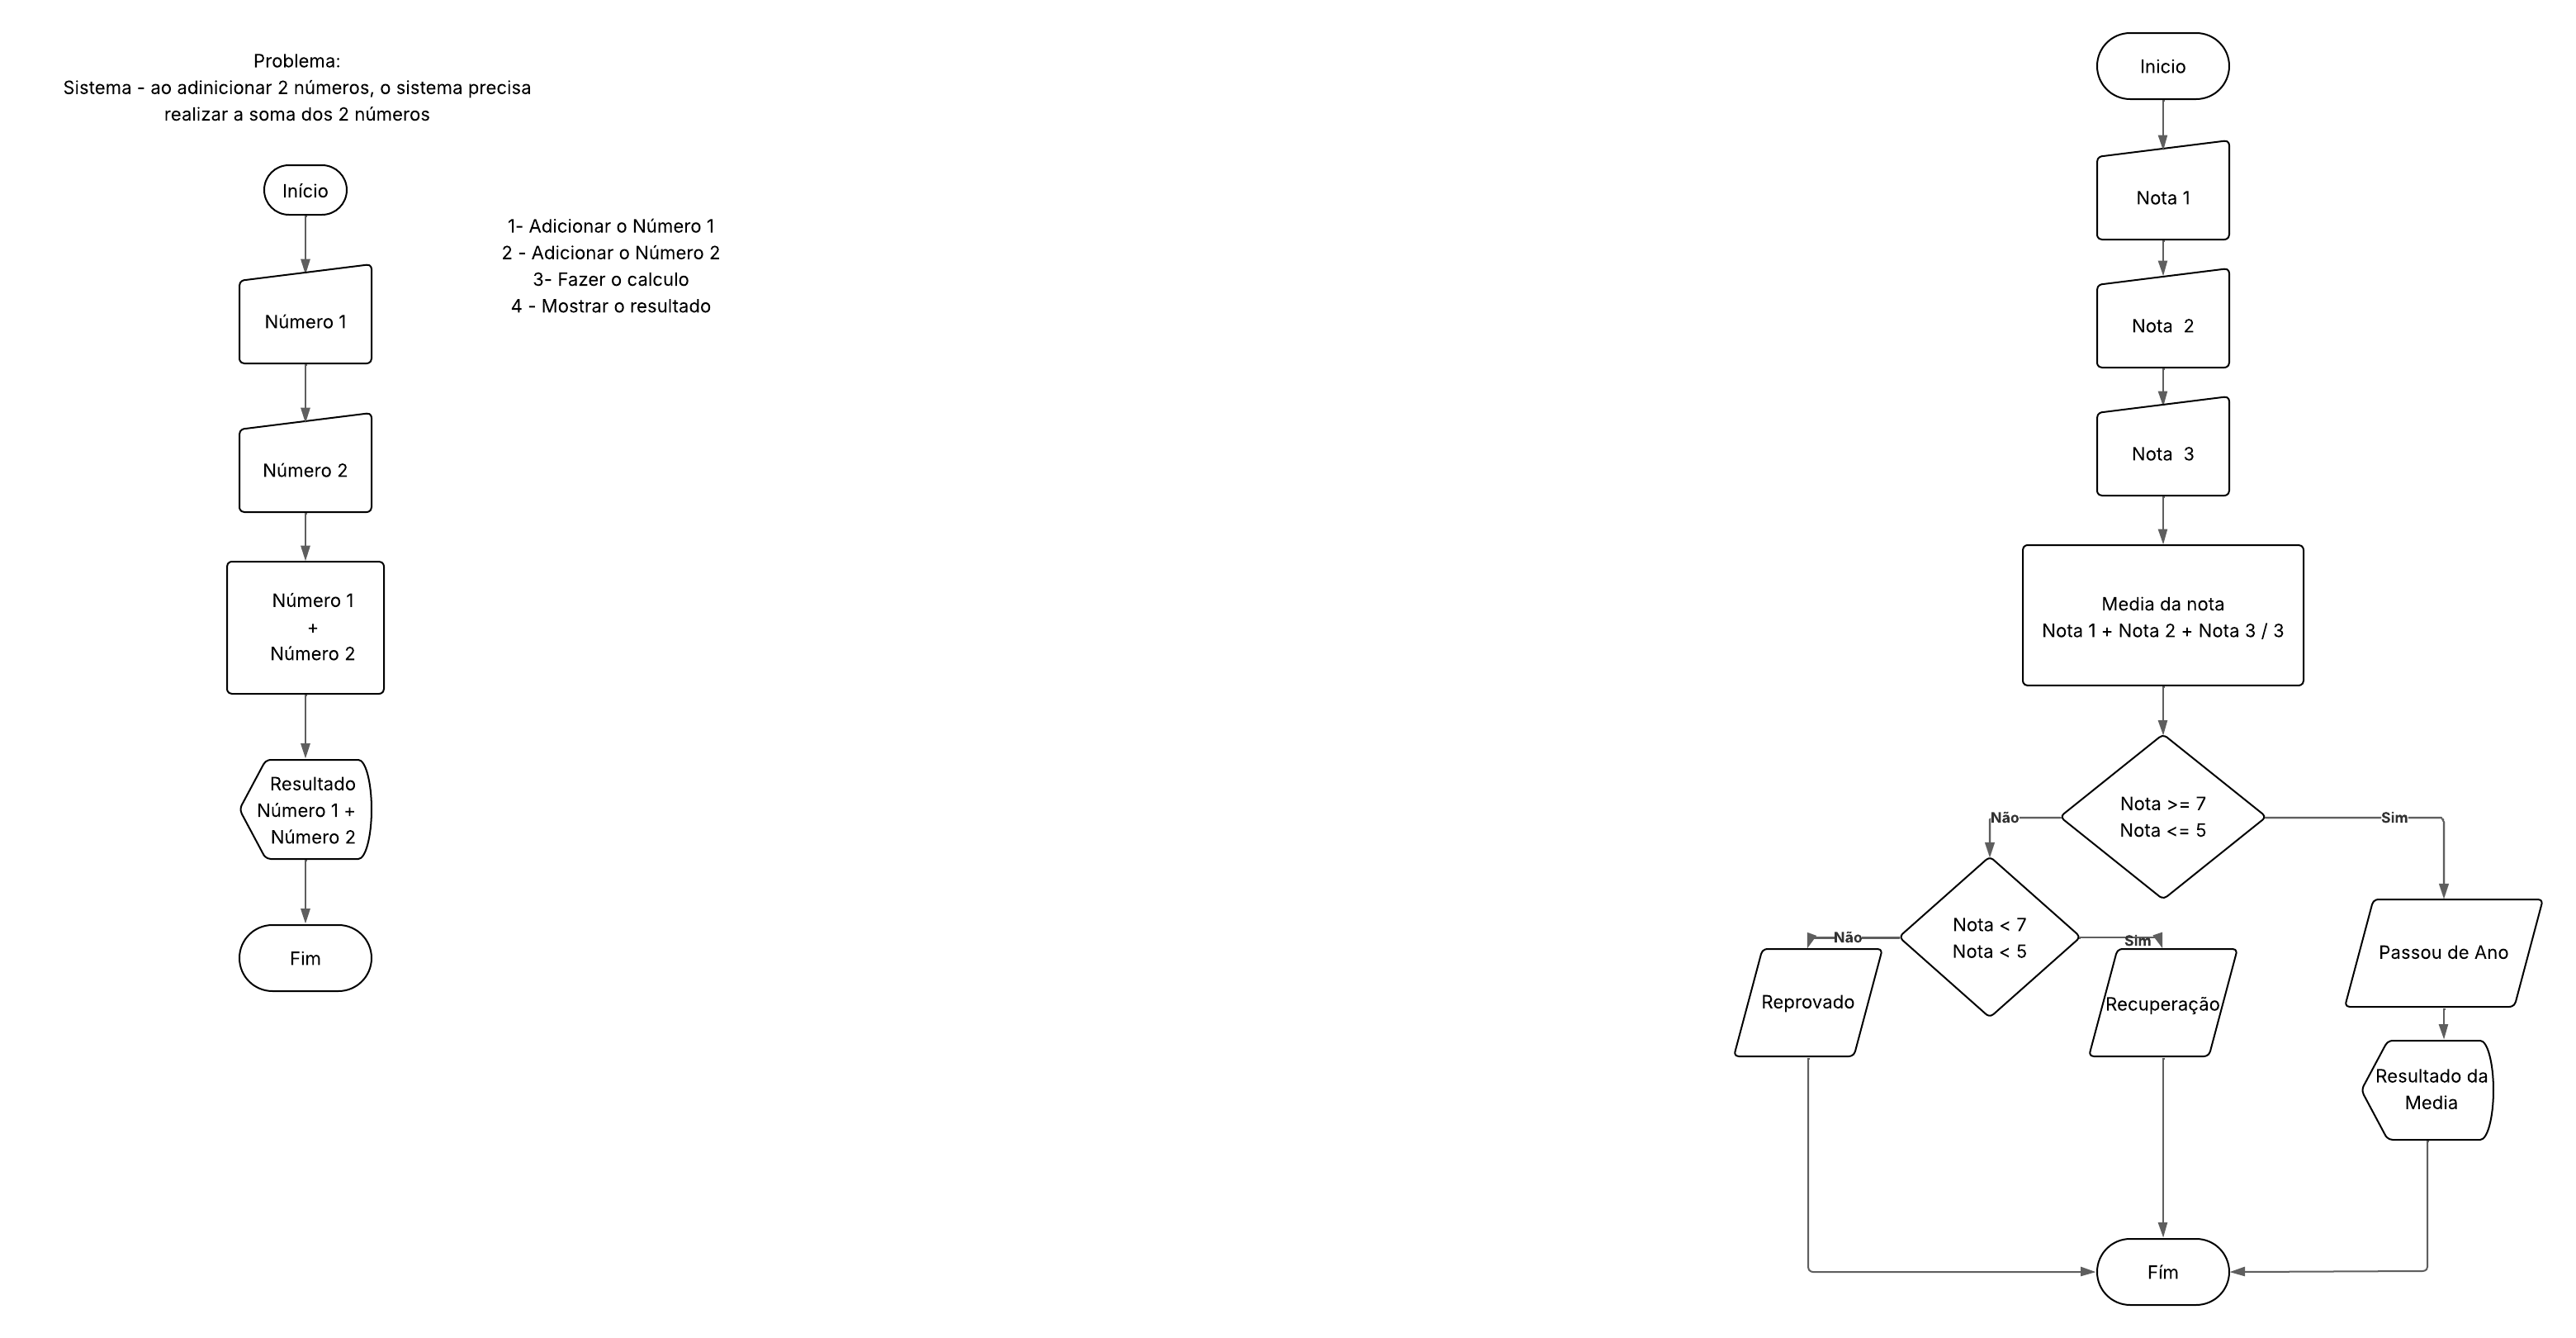 Problema:
Sistema - ao adinicionar 2 números, o sistema precisa
realizar a soma dos 2 números
Início
1- Adicionar o Número 1
2 - Adicionar o Número 2
3- Fazer o calculo
4 - Mostrar o resultado
Número 1
Número 2
Número 1
+
Número 2
Resultado
Número 1 +
Número 2
Fim
Inicio
Nota 1
Nota  2
Nota  3
Media da nota
Nota 1 + Nota 2 + Nota 3 / 3
Nota >= 7
Nota <= 5
Não
Sim
Nota < 7
Nota < 5
Não
Sim
Reprovado
Recuperação
Passou de Ano
Resultado da
Media
Fím